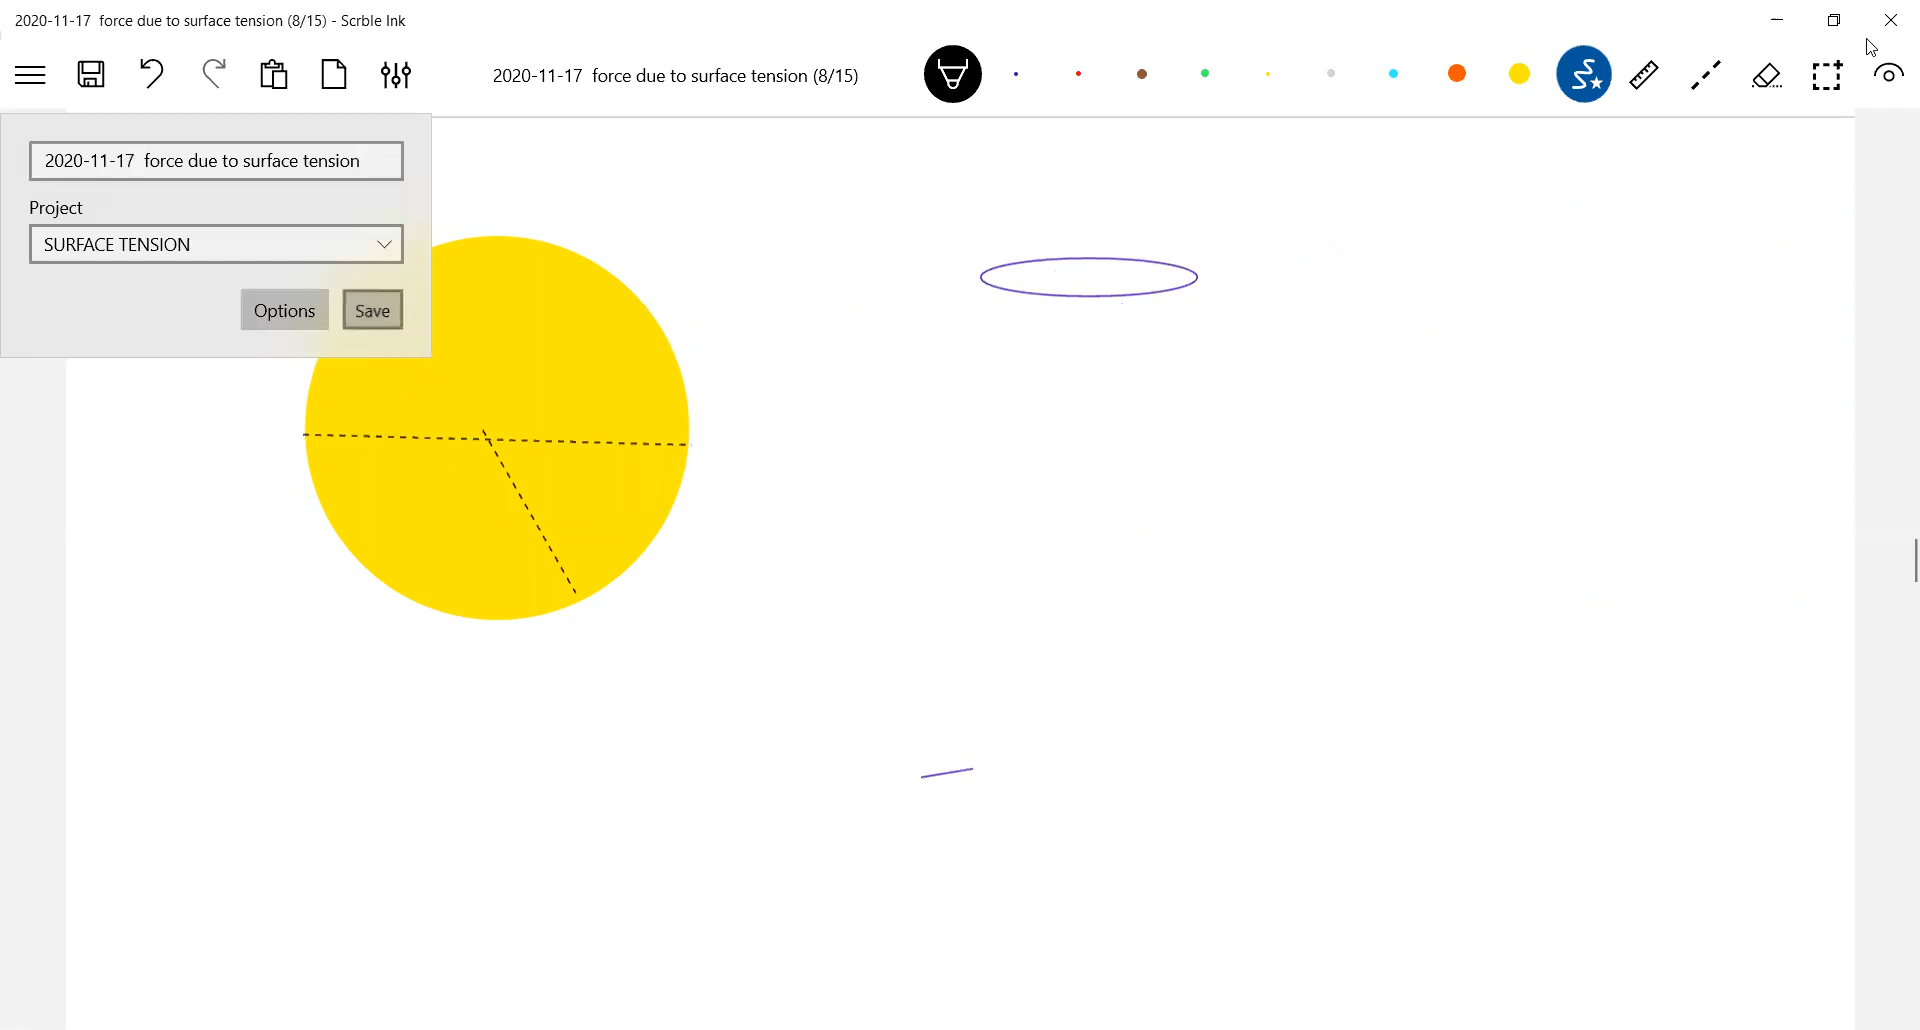 2020-11-17 force due to surface tension (8/15) - Scrble Ink
2020-11-17 force due to surface tension (8/15)
2020-11-17 force due to surface tension
Project
SURFACE TENSION
Options
Save